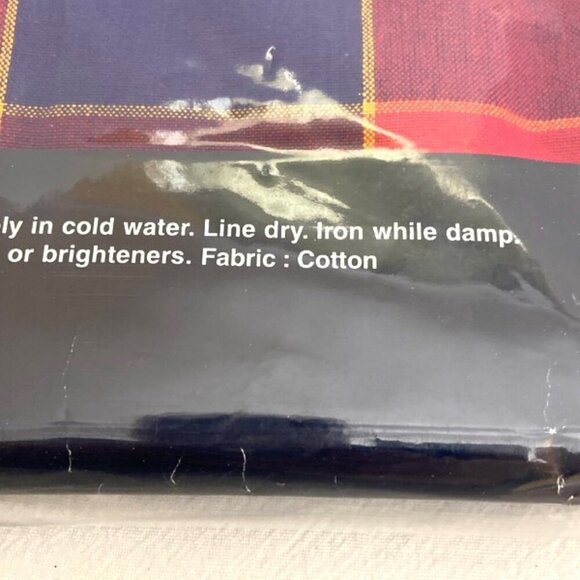 ly in cold water. Line dry. Iron while damp.
or brighteners. Fabric : Cotton